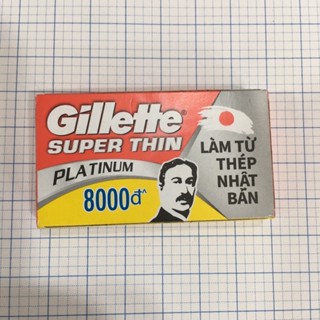 Gillette
SUPER THIN
PLATINUM
8000đ^
LÀM TỪ
THÉP
NHẬT
BẢN